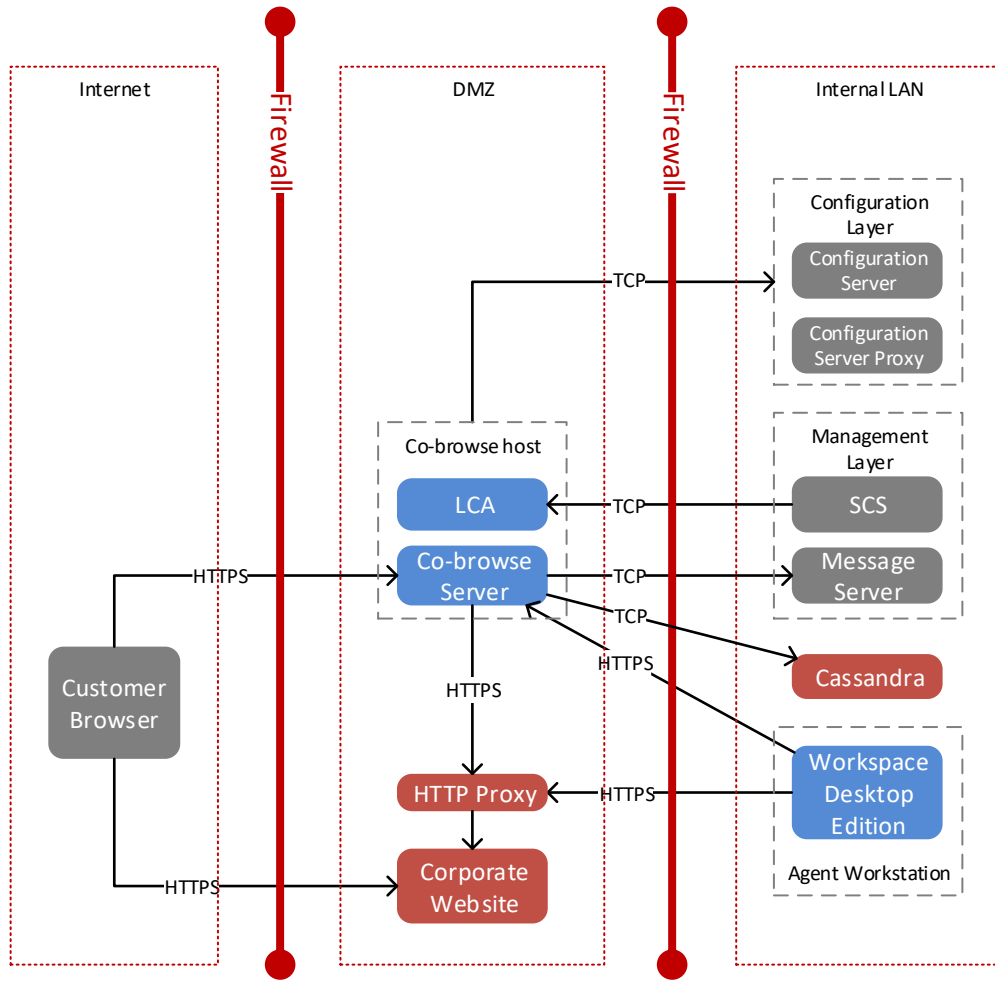 Internet
DMZ
Internal LAN
Firewall
Firewall
Configuration
Layer
Configuration
Server
Configuration
Server Proxy
TCP
Co-browse host
LCA
Co-browse
Server
Management
Layer
SCS
Message
Server
TCP
TCP
TCP
HTTPS
HTTPS
HTTPS
Customer
Browser
Cassandra
HTTP Proxy
HTTPS
Workspace
Desktop
Edition
Agent Workstation
Corporate
Website
HTTPS